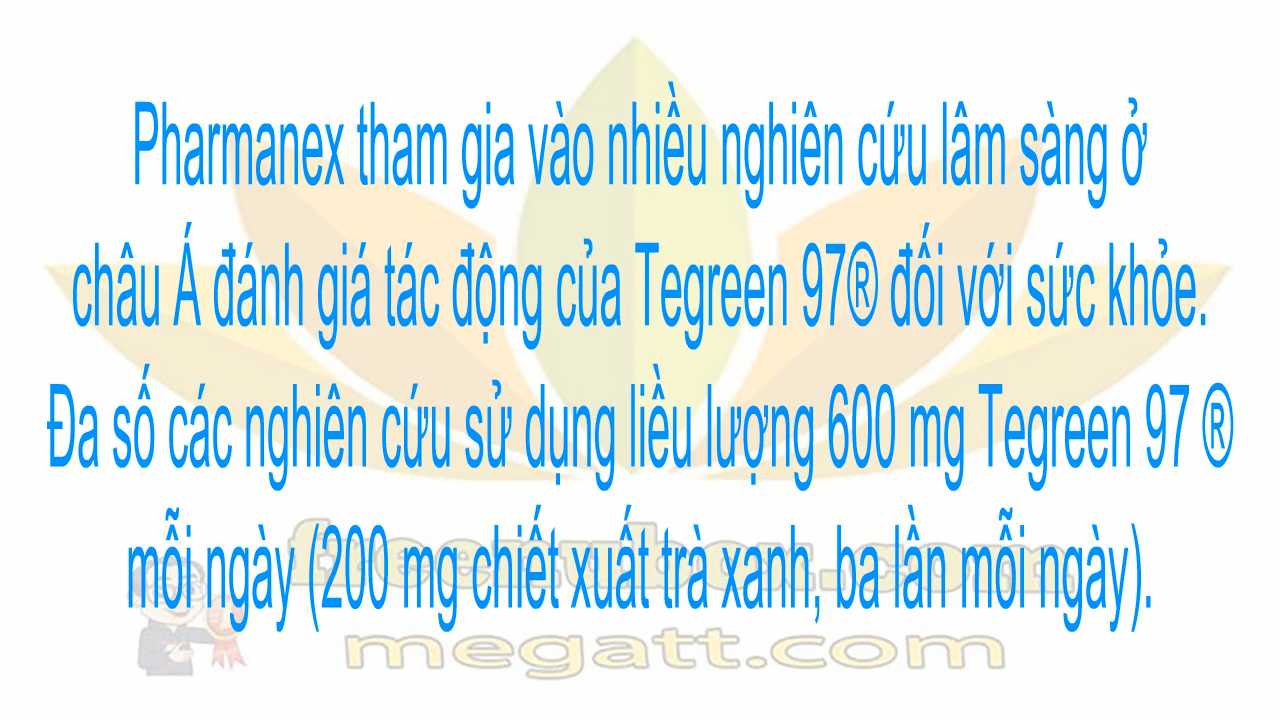 Pharmanex tham gia vào nhiều nghiên cứu lâm sàng ở
châu Á đánh giá tác động của Tegreen 97® đối với sức khỏe.
Đa số các nghiên cứu sử dụng liều lượng 600 mg Tegreen 97 ®
mỗi ngày (200 mg chiết xuất trà xanh, ba lần mỗi ngày).
megatt.com